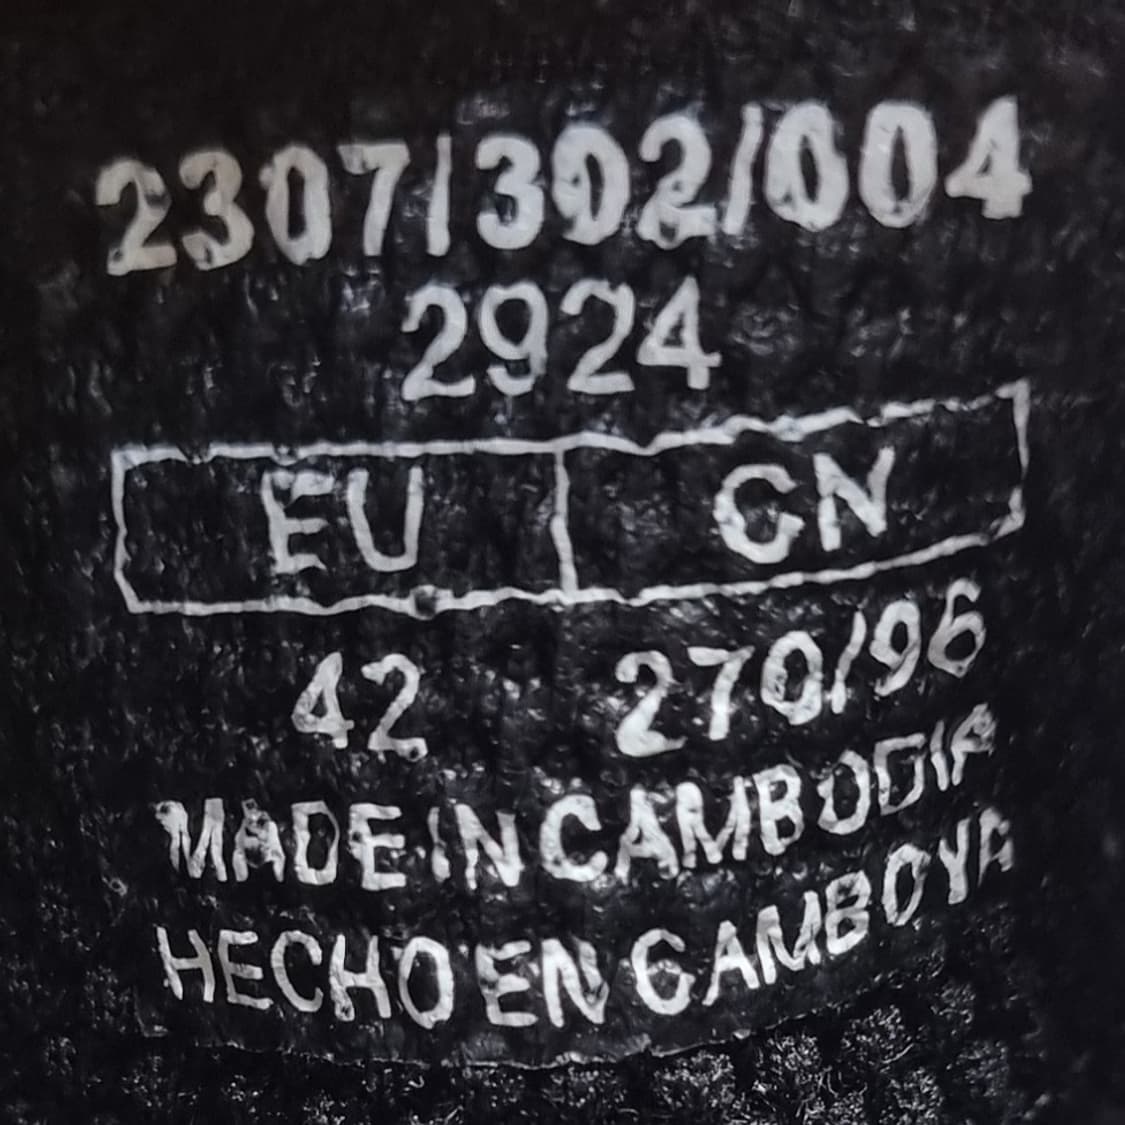 2307/302/004
2924
EU CN
42 270/96
MADE IN CAMBODIA
HECHO EN CAMBOYA